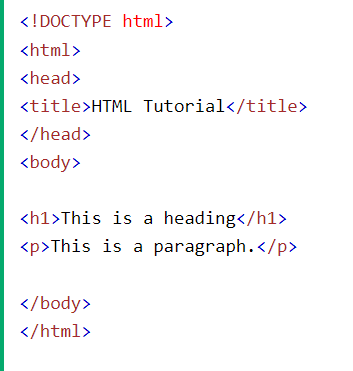 <!DOCTYPE html>
<html>
<head>
<title>HTML Tutorial</title>
</head>
<body>

<h1>This is a heading</h1>
<p>This is a paragraph.</p>

</body>
</html>